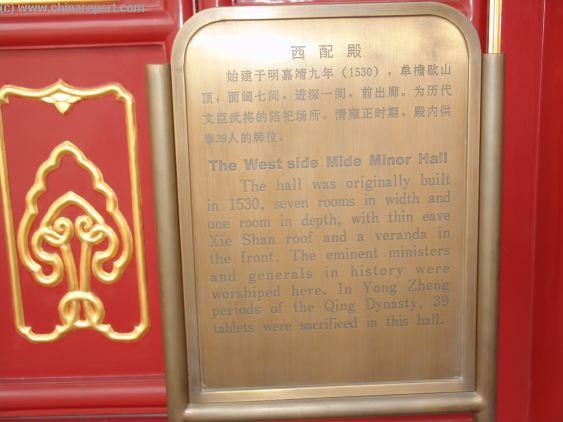 (c) www.chinareport.com
西配殿
始建于明嘉靖九年（1530），单檐歇山
顶，面阔七间，进深一间，前出廊。为历代
文臣武将的陪祀场所。清雍正时期，殿内供
奉39人的牌位。
The West side Mide Minor Hall
The hall was originally built
in 1530, seven rooms in width and
one room in depth, with thin eave
Xie Shan roof and a veranda in
the front. The eminent ministers
and generals in history were
worshiped here. In Yong Zheng
periods of the Qing Dynasty, 39
tablets were sacrificed in this hall.